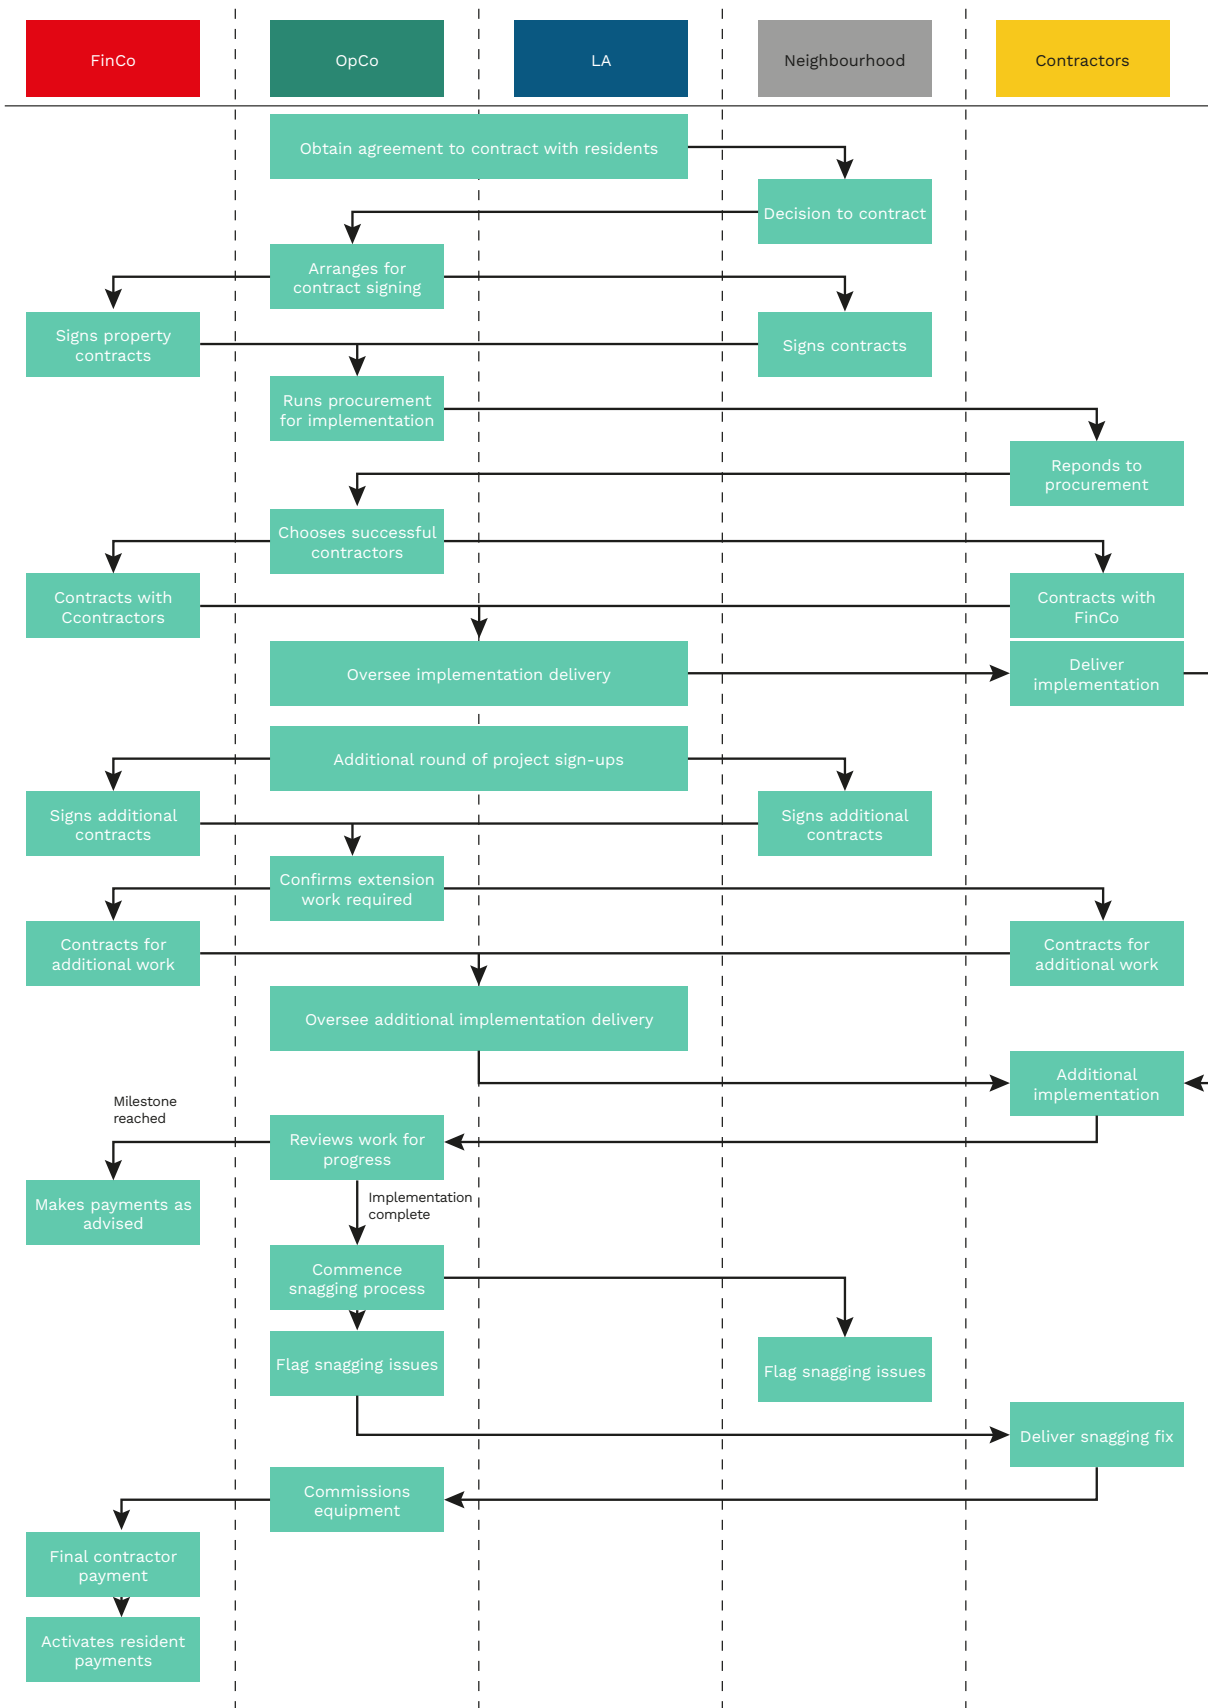 FinCo
OpCo
LA
Neighbourhood
Contractors
Obtain agreement to contract with residents
Decision to contract
Arranges for
contract signing
Signs property
contracts
Signs contracts
Runs procurement
for implementation
Reponds to
procurement
Chooses successful
contractors
Contracts with
Ccontractors
Contracts with
FinCo
Oversee implementation delivery
Deliver
implementation
Additional round of project sign-ups
Signs additional
contracts
Signs additional
contracts
Confirms extension
work required
Contracts for
additional work
Contracts for
additional work
Oversee additional implementation delivery
Additional
implementation
Milestone
reached
Reviews work for
progress
Makes payments as
advised
Implementation
complete
Commence
snagging process
Flag snagging issues
Flag snagging issues
Deliver snagging fix
Commissions
equipment
Final contractor
payment
Activates resident
payments